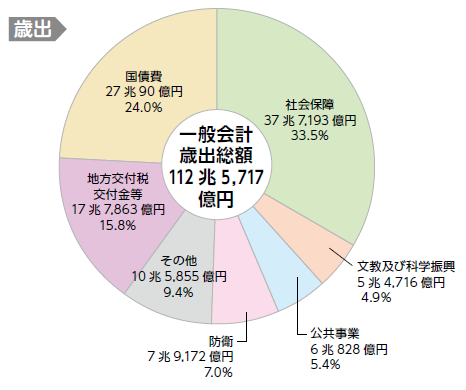 歳出
国債費
27 兆 90 億円
24.0%
社会保障
37 兆 7,193 億円
33.5%
一般会計
歳出総額
112 兆 5,717
億円
地方交付税
交付金等
17 兆 7,863 億円
15.8%
その他
10 兆 5,855 億円
9.4%
文教及び科学振興
5 兆 4,716 億円
4.9%
公共事業
6 兆 828 億円
5.4%
防衛
7 兆 9,172 億円
7.0%